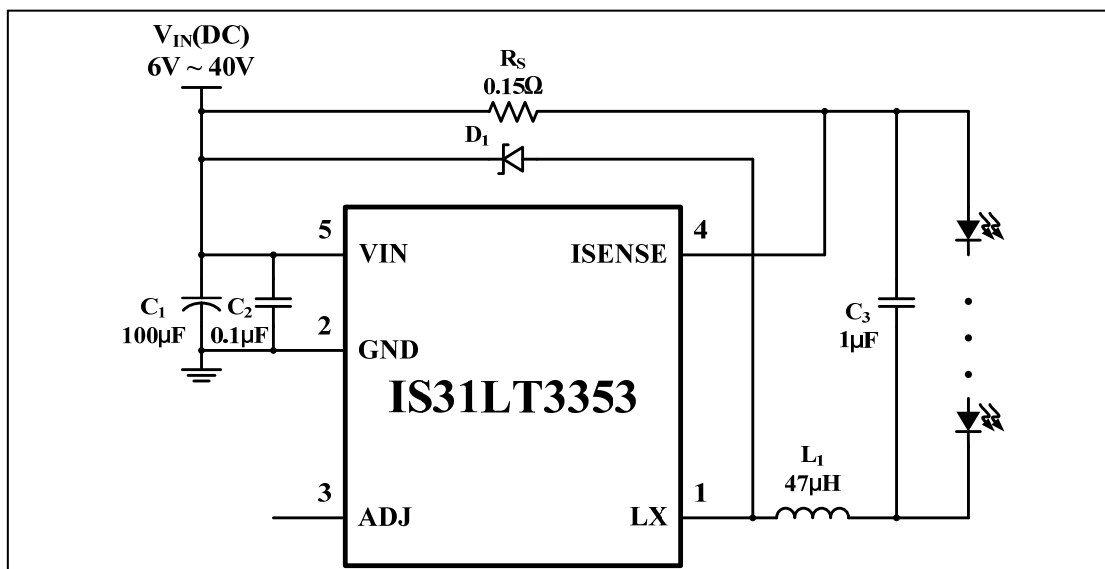 V_IN(DC)
6V ~ 40V
R_S
0.15Ω
D_1
5
VIN
ISENSE
4
C_1
100µF
C_2
0.1µF
2
GND
C_3
1µF
IS31LT3353
L_1
47µH
3
ADJ
LX
1